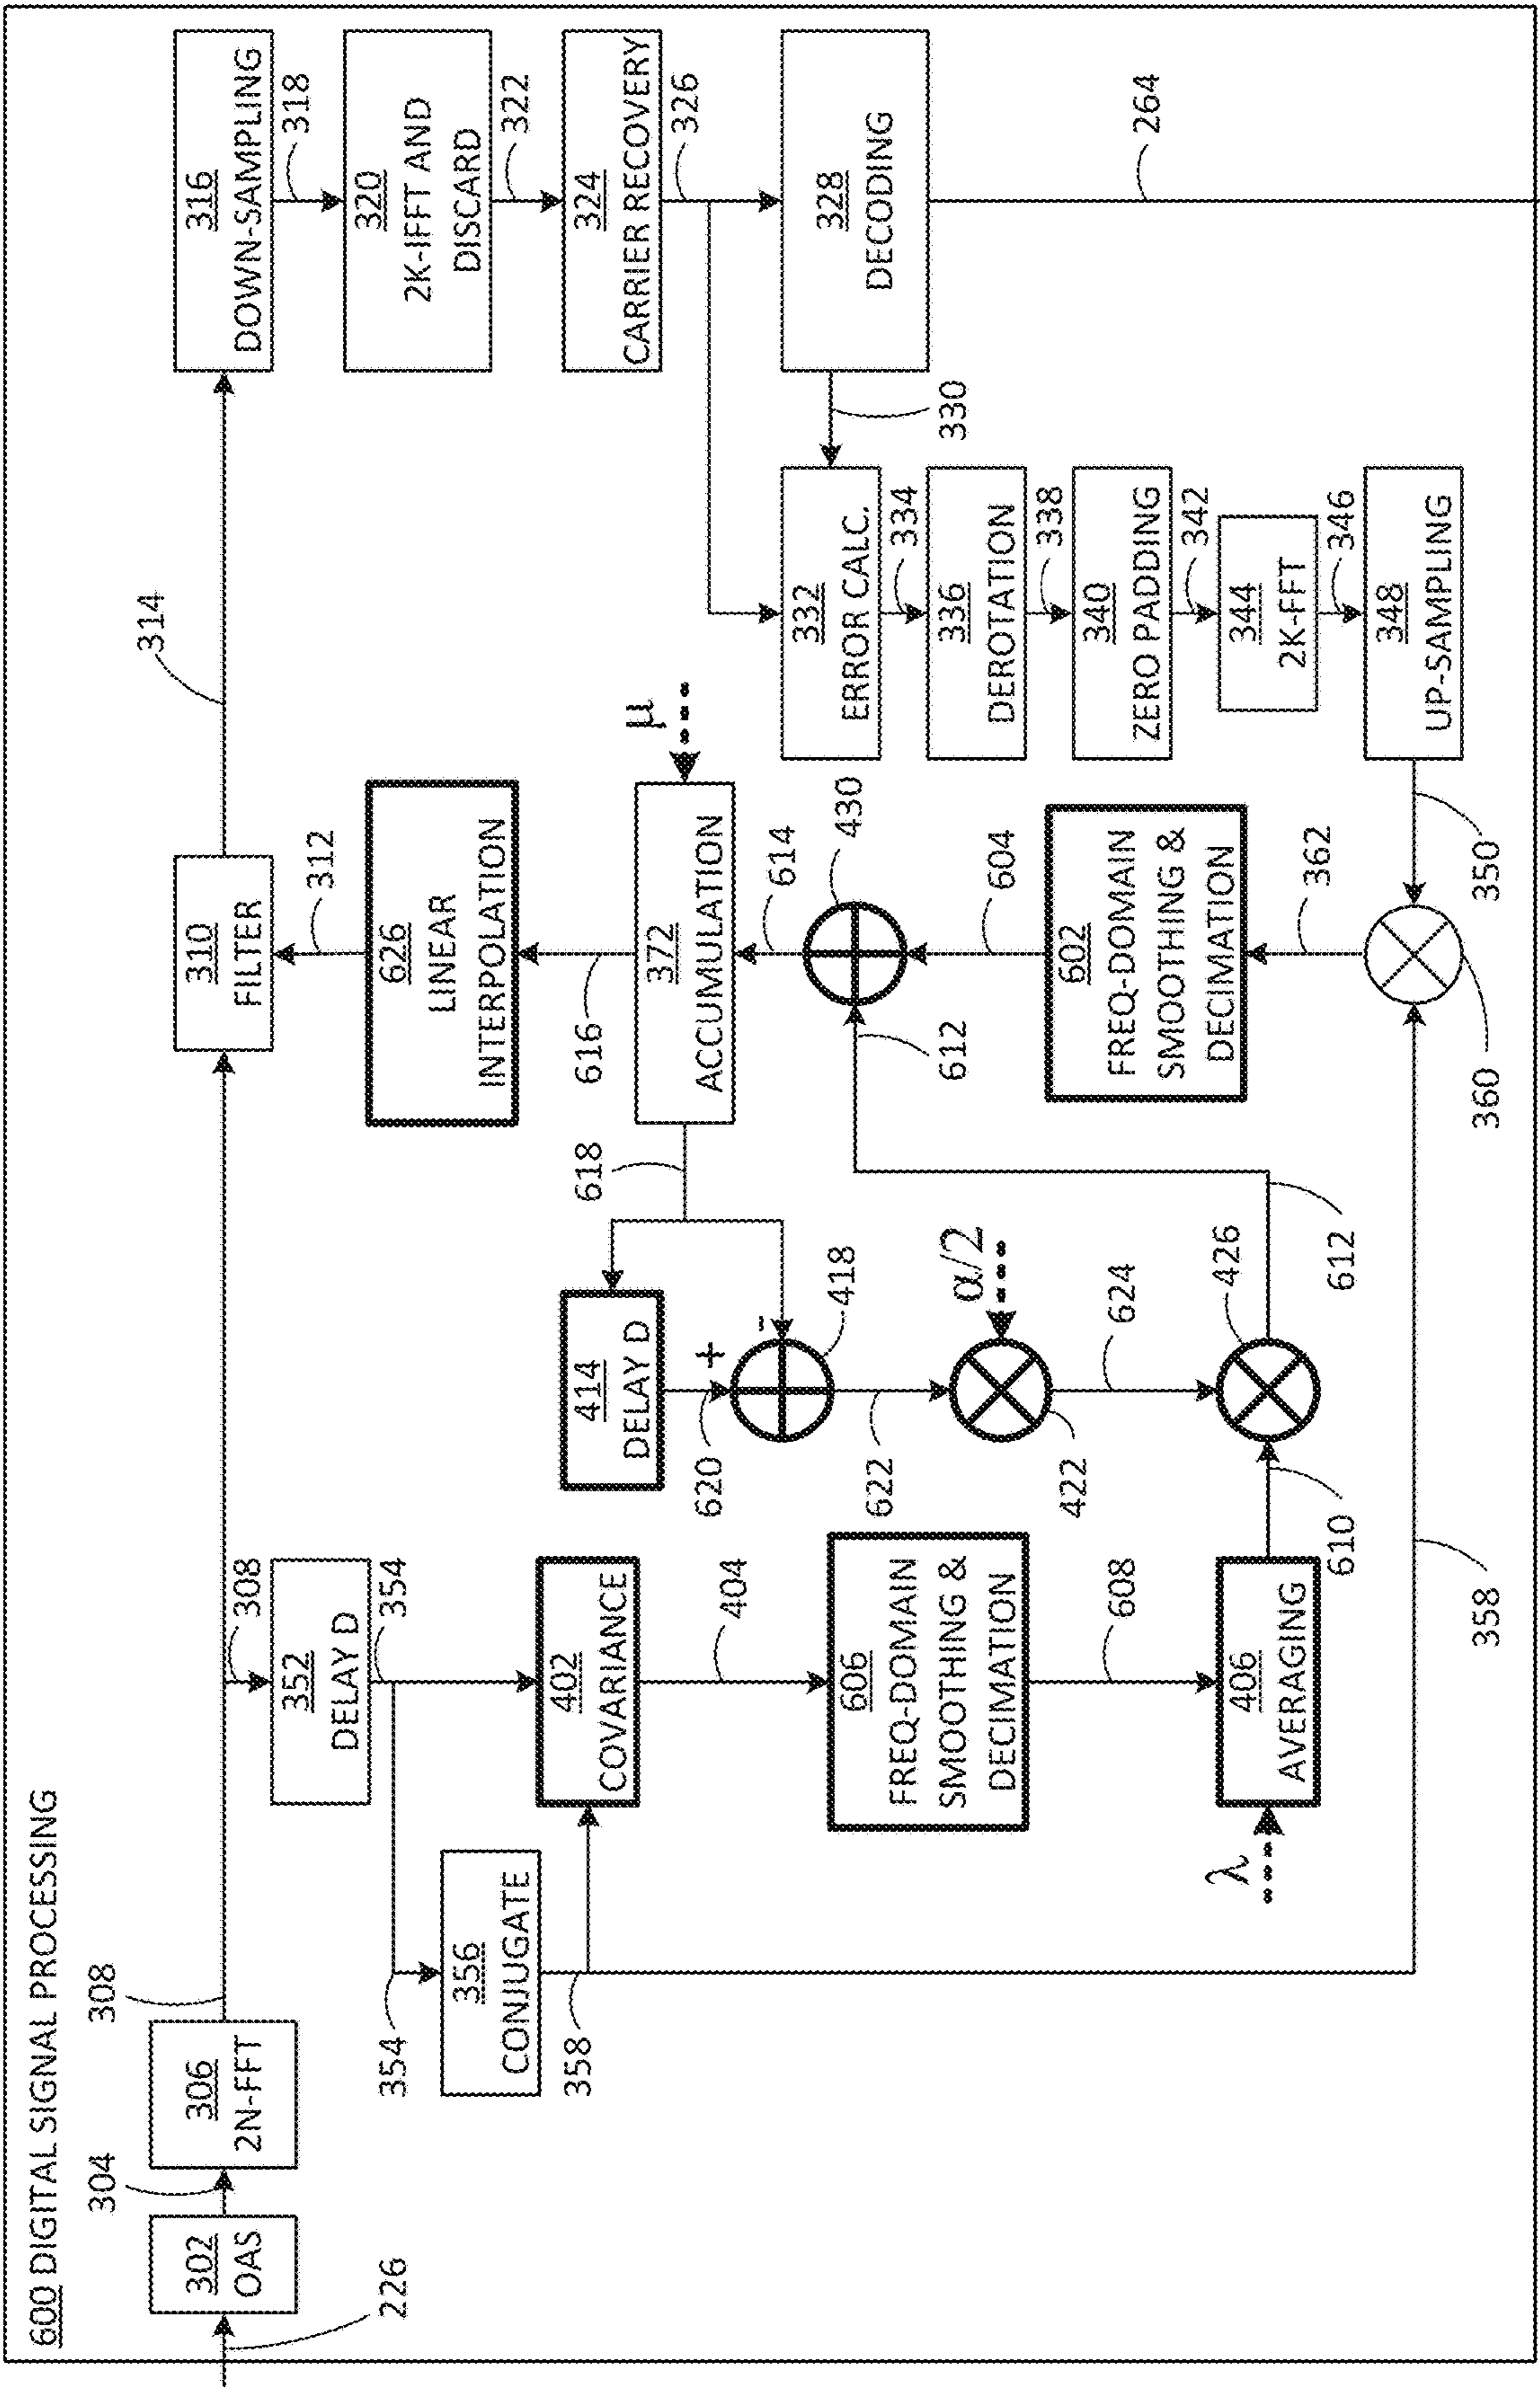 600 DIGITAL SIGNAL PROCESSING
226
302
OAS
304
306
2N-FFT
308
310
FILTER
314
316
DOWN-SAMPLING
318
320
2K-IFFT AND
DISCARD
322
324
CARRIER RECOVERY
326
328
DECODING
264
330
332
ERROR CALC.
334
336
DEROTATION
338
340
ZERO PADDING
342
344
2K-FFT
346
348
UP-SAMPLING
350
308
352
DELAY D
354
354
356
CONJUGATE
358
402
COVARIANCE
404
606
FREQ-DOMAIN
SMOOTHING &
DECIMATION
608
λ
406
AVERAGING
610
358
312
626
LINEAR
INTERPOLATION
616
372
ACCUMULATION
μ
618
414
DELAY D
620
+
-
418
622
α/2
422
624
426
612
612
614
430
604
602
FREQ-DOMAIN
SMOOTHING &
DECIMATION
362
360